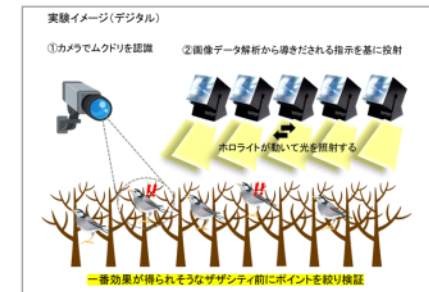 実験イメージ(デジタル)
①カメラでムクドリを認識
②画像データ解析から導きだされる指示を基に投射
ホロライトが動いて光を照射する
!!
!!
一番効果が得られそうなザザシティ前にポイントを絞り検証